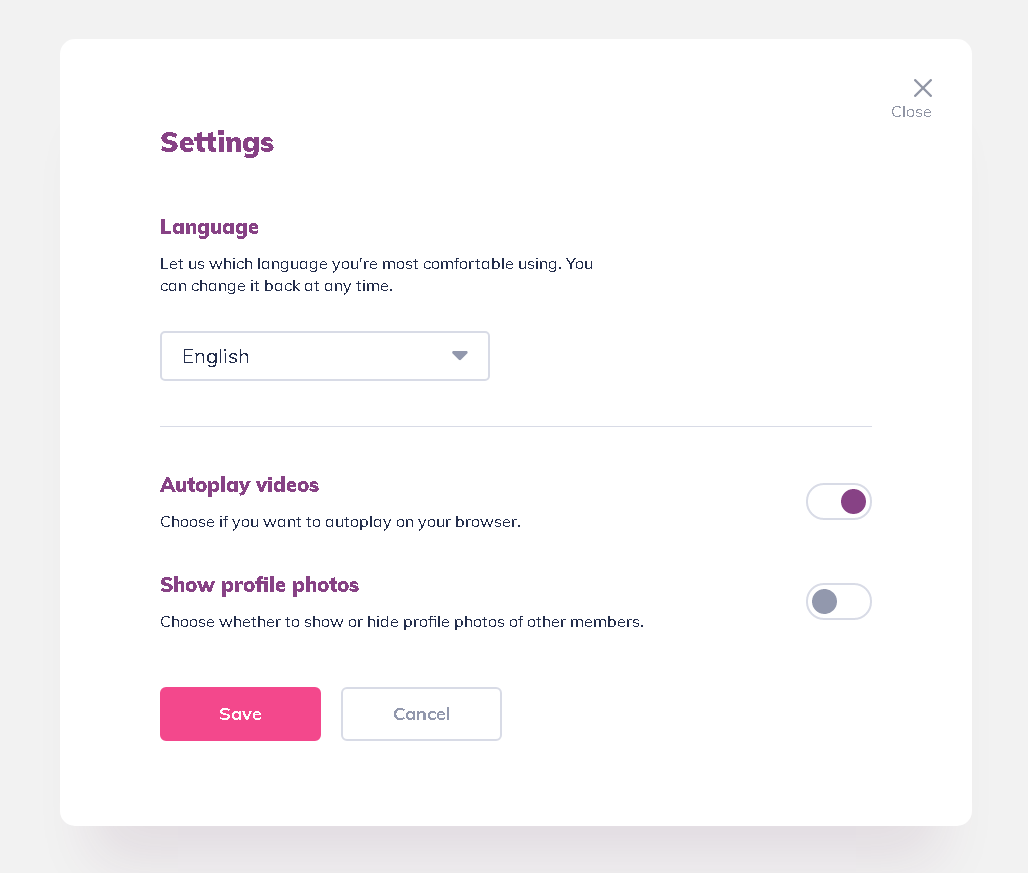 Close
Settings
Language
Let us which language you're most comfortable using. You
can change it back at any time.
English
Autoplay videos
Choose if you want to autoplay on your browser.
Show profile photos
Choose whether to show or hide profile photos of other members.
Save
Cancel